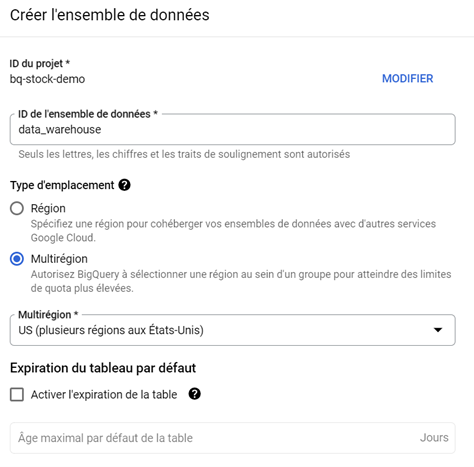 Créer l'ensemble de données
ID du projet *
bq-stock-demo
MODIFIER
ID de l'ensemble de données *
data_warehouse
Seuls les lettres, les chiffres et les traits de soulignement sont autorisés
Type d'emplacement ?
Région
Spécifiez une région pour cohéberger vos ensembles de données avec d'autres services
Google Cloud.
Multirégion
Autorisez BigQuery à sélectionner une région au sein d'un groupe pour atteindre des limites
de quota plus élevées.
Multirégion *
US (plusieurs régions aux États-Unis)
Expiration du tableau par défaut
Activer l'expiration de la table ?
Âge maximal par défaut de la table
Jours